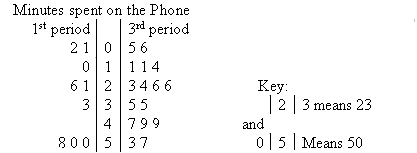 Minutes spent on the Phone
1st period | 3rd period
2 1 | 0 | 5 6
0 | 1 | 1 1 4
6 1 | 2 | 3 4 6 6 Key:
3 | 3 | 5 5 | 2 | 3 means 23
| 4 | 7 9 9 and
8 0 0 | 5 | 3 7 0 | 5 | Means 50